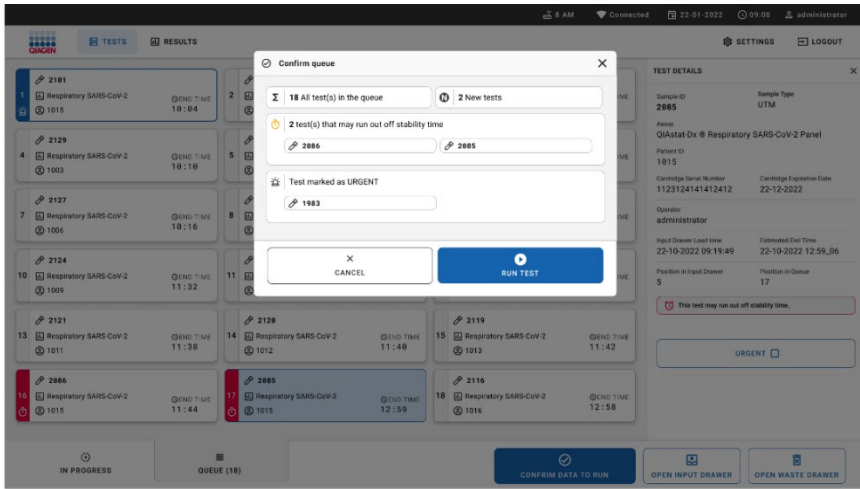 8 AM Connected 22-01-2022 09:00 administrator
QIAGEN TESTS RESULTS SETTINGS LOGOUT
Confirm queue
18 All test(s) in the queue
2 New tests
2 test(s) that may run out off stability time
2086
2085
Test marked as URGENT
1983
CANCEL
RUN TEST
1
2101
Respiratory SARS-CoV-2
1015
END TIME
10:04
2
4
2129
Respiratory SARS-CoV-2
1003
END TIME
10:10
5
7
2127
Respiratory SARS-CoV-2
1006
END TIME
10:16
8
10
2124
Respiratory SARS-CoV-2
1009
END TIME
11:32
11
13
2121
Respiratory SARS-CoV-2
1011
END TIME
11:38
14
2120
Respiratory SARS-CoV-2
1012
END TIME
11:40
15
2119
Respiratory SARS-CoV-2
1013
END TIME
11:42
16
2086
Respiratory SARS-CoV-2
1015
END TIME
11:44
17
2085
Respiratory SARS-CoV-2
1015
END TIME
12:59
18
2116
Respiratory SARS-CoV-2
1016
END TIME
12:58
TEST DETAILS
Sample ID
2085
Sample Type
UTM
Assay
QIAstat-Dx ® Respiratory SARS-CoV-2 Panel
Patient ID
1015
Cartridge Serial Number
1123124141412412
Cartridge Expiration Date
22-12-2022
Operator
administrator
Input Drawer Load time
22-10-2022 09:19:49
Estimated End Time
22-10-2022 12:59_06
Position in Input Drawer
5
Position in Queue
17
This test may run out off stability time.
URGENT
IN PROGRESS
QUEUE (18)
CONFRIM DATA TO RUN
OPEN INPUT DRAWER
OPEN WASTE DRAWER